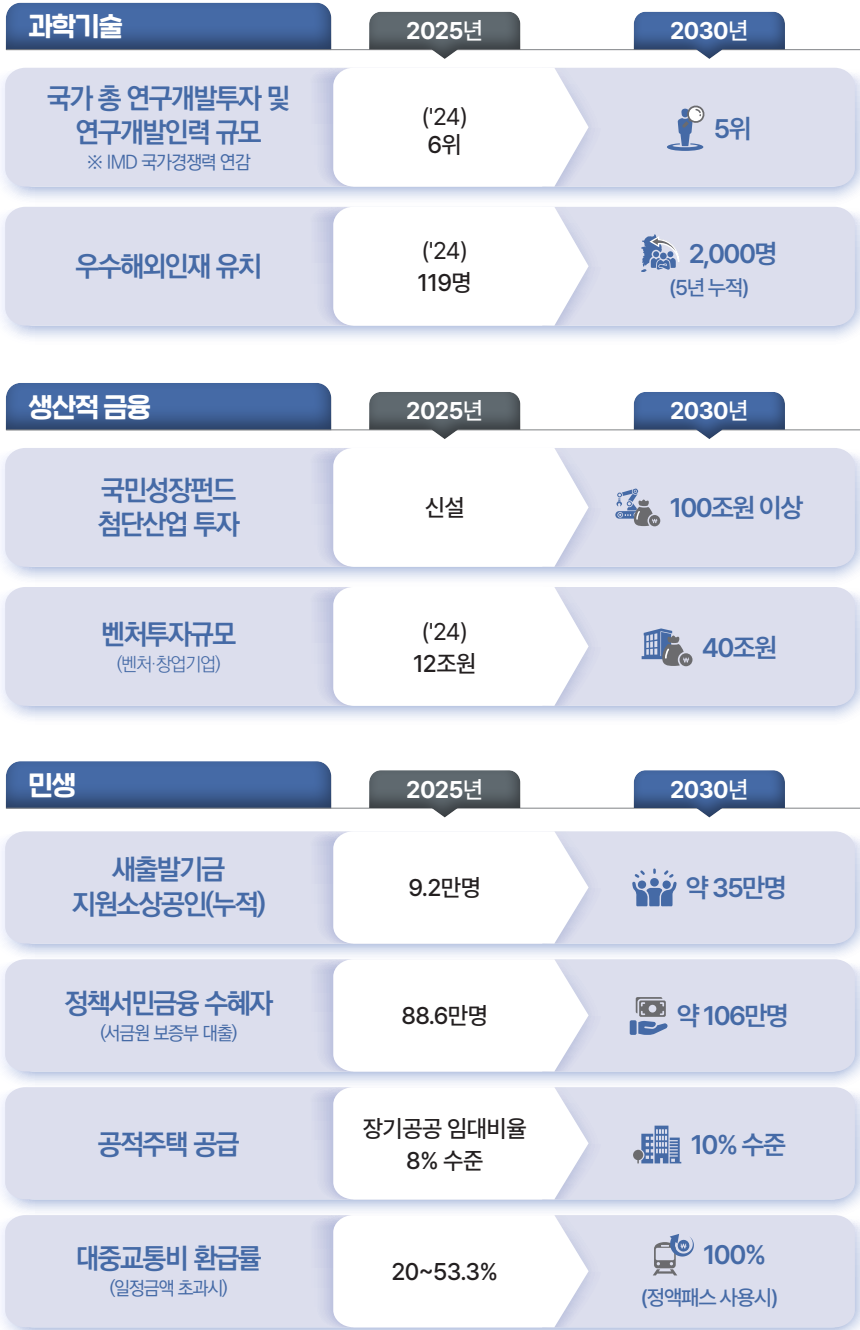 과학기술
2025년
2030년
국가 총 연구개발투자 및
연구개발인력 규모
※ IMD 국가경쟁력 연감
('24)
6위
5위
우수해외인재 유치
('24)
119명
2,000명
(5년 누적)
생산적 금융
2025년
2030년
국민성장펀드
첨단산업 투자
신설
100조원 이상
벤처투자규모
(벤처·창업기업)
('24)
12조원
40조원
민생
2025년
2030년
새출발기금
지원소상공인(누적)
9.2만명
약 35만명
정책서민금융 수혜자
(서금원 보증부 대출)
88.6만명
약 106만명
공적주택 공급
장기공공 임대비율
8% 수준
10% 수준
대중교통비 환급률
(일정금액 초과시)
20~53.3%
100%
(정액패스 사용시)